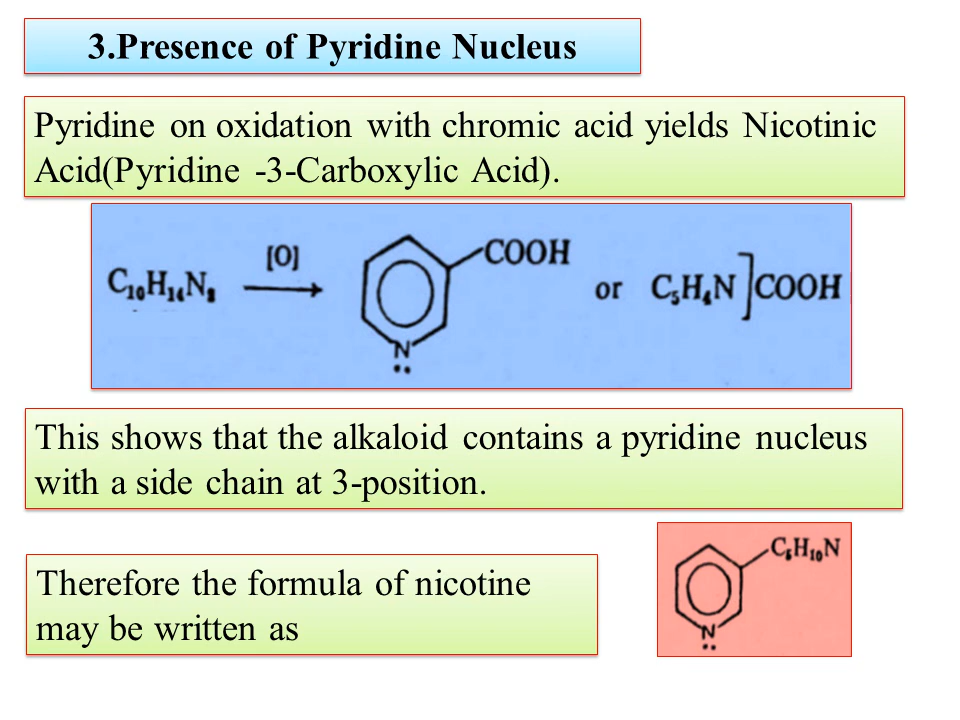 3.Presence of Pyridine Nucleus
Pyridine on oxidation with chromic acid yields Nicotinic
Acid(Pyridine -3-Carboxylic Acid).
C₁₀H₁₄N₂ [O] N COOH or C₅H₄N]COOH
This shows that the alkaloid contains a pyridine nucleus
with a side chain at 3-position.
Therefore the formula of nicotine
may be written as
C₅H₁₀N
N